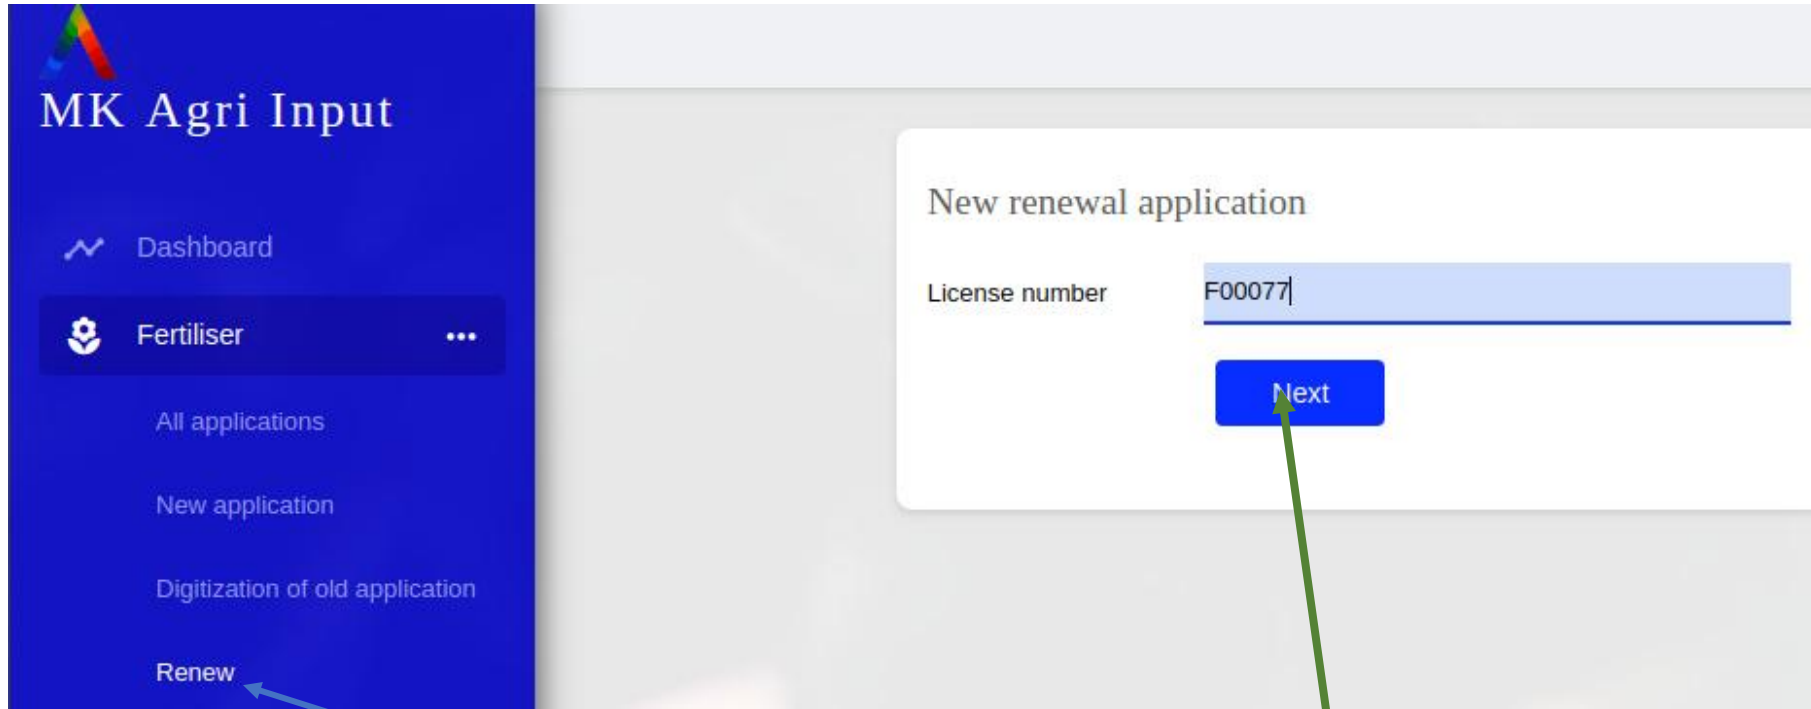 MK Agri Input
Dashboard
Fertiliser
All applications
New application
Digitization of old application
Renew
New renewal application
License number F00077
Next